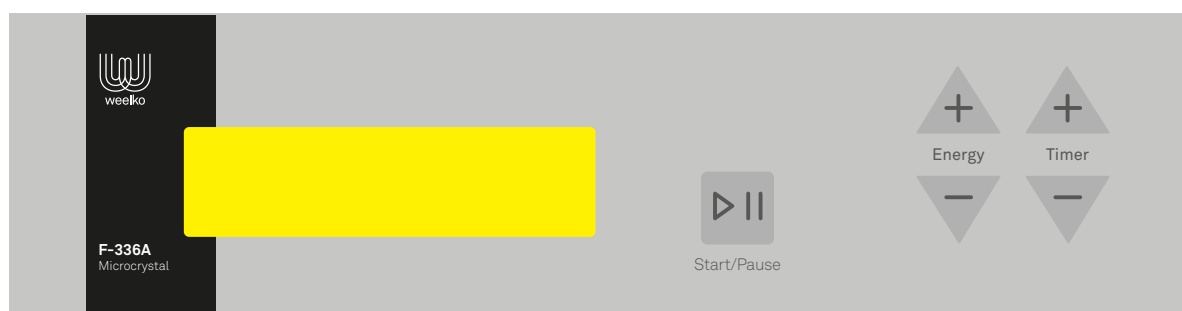 weelko
F-336A
Microcrystal
Start/Pause
Energy
Timer